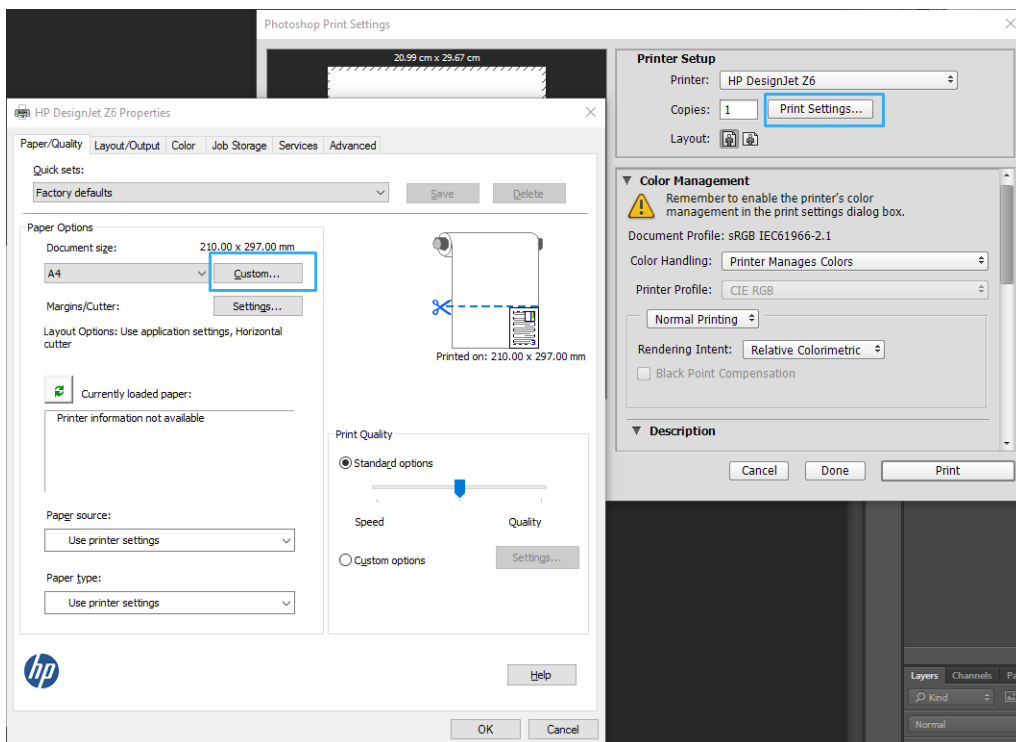 Photoshop Print Settings
20.99 cm x 29.67 cm
Printer Setup
Printer: HP DesignJet Z6
Copies: 1 Print Settings...
Layout:
Color Management
Remember to enable the printer's color
management in the print settings dialog box.
Document Profile: sRGB IEC61966-2.1
Color Handling: Printer Manages Colors
Printer Profile: CIE RGB
Normal Printing
Rendering Intent: Relative Colorimetric
Black Point Compensation
Description
Cancel Done Print
HP DesignJet Z6 Properties
Paper/Quality Layout/Output Color Job Storage Services Advanced
Quick sets:
Factory defaults Save Delete
Paper Options
Document size: 210.00 x 297.00 mm
A4 Custom...
Margins/Cutter: Settings...
Layout Options: Use application settings, Horizontal
cutter
Printed on: 210.00 x 297.00 mm
Currently loaded paper:
Printer information not available
Paper source:
Use printer settings
Paper type:
Use printer settings
Print Quality
Standard options
Speed Quality
Custom options Settings...
hp
Help
OK Cancel
Layers Channels Pa
Kind
Normal